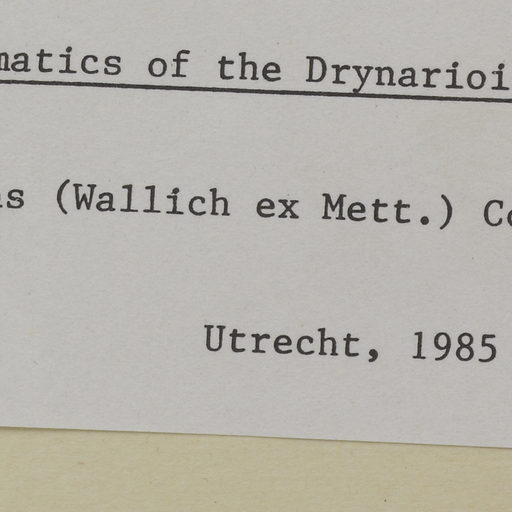 matics of the Drynarioi
s (Wallich ex Mett.) Co
Utrecht, 1985